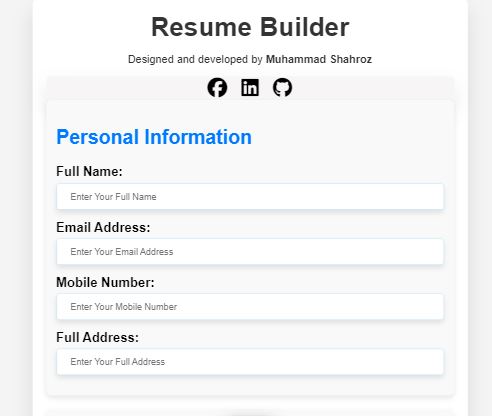 Resume Builder
Designed and developed by Muhammad Shahroz
Personal Information
Full Name:
Enter Your Full Name
Email Address:
Enter Your Email Address
Mobile Number:
Enter Your Mobile Number
Full Address:
Enter Your Full Address